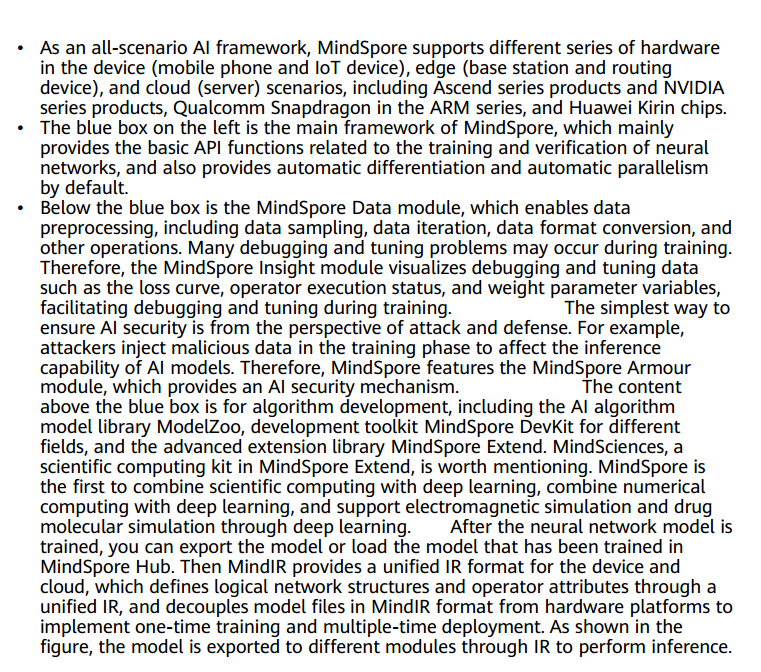 • As an all-scenario AI framework, MindSpore supports different series of hardware
in the device (mobile phone and IoT device), edge (base station and routing
device), and cloud (server) scenarios, including Ascend series products and NVIDIA
series products, Qualcomm Snapdragon in the ARM series, and Huawei Kirin chips.
• The blue box on the left is the main framework of MindSpore, which mainly
provides the basic API functions related to the training and verification of neural
networks, and also provides automatic differentiation and automatic parallelism
by default.
• Below the blue box is the MindSpore Data module, which enables data
preprocessing, including data sampling, data iteration, data format conversion, and
other operations. Many debugging and tuning problems may occur during training.
Therefore, the MindSpore Insight module visualizes debugging and tuning data
such as the loss curve, operator execution status, and weight parameter variables,
facilitating debugging and tuning during training. The simplest way to
ensure AI security is from the perspective of attack and defense. For example,
attackers inject malicious data in the training phase to affect the inference
capability of AI models. Therefore, MindSpore features the MindSpore Armour
module, which provides an AI security mechanism. The content
above the blue box is for algorithm development, including the AI algorithm
model library ModelZoo, development toolkit MindSpore DevKit for different
fields, and the advanced extension library MindSpore Extend. MindSciences, a
scientific computing kit in MindSpore Extend, is worth mentioning. MindSpore is
the first to combine scientific computing with deep learning, combine numerical
computing with deep learning, and support electromagnetic simulation and drug
molecular simulation through deep learning. After the neural network model is
trained, you can export the model or load the model that has been trained in
MindSpore Hub. Then MindIR provides a unified IR format for the device and
cloud, which defines logical network structures and operator attributes through a
unified IR, and decouples model files in MindIR format from hardware platforms to
implement one-time training and multiple-time deployment. As shown in the
figure, the model is exported to different modules through IR to perform inference.